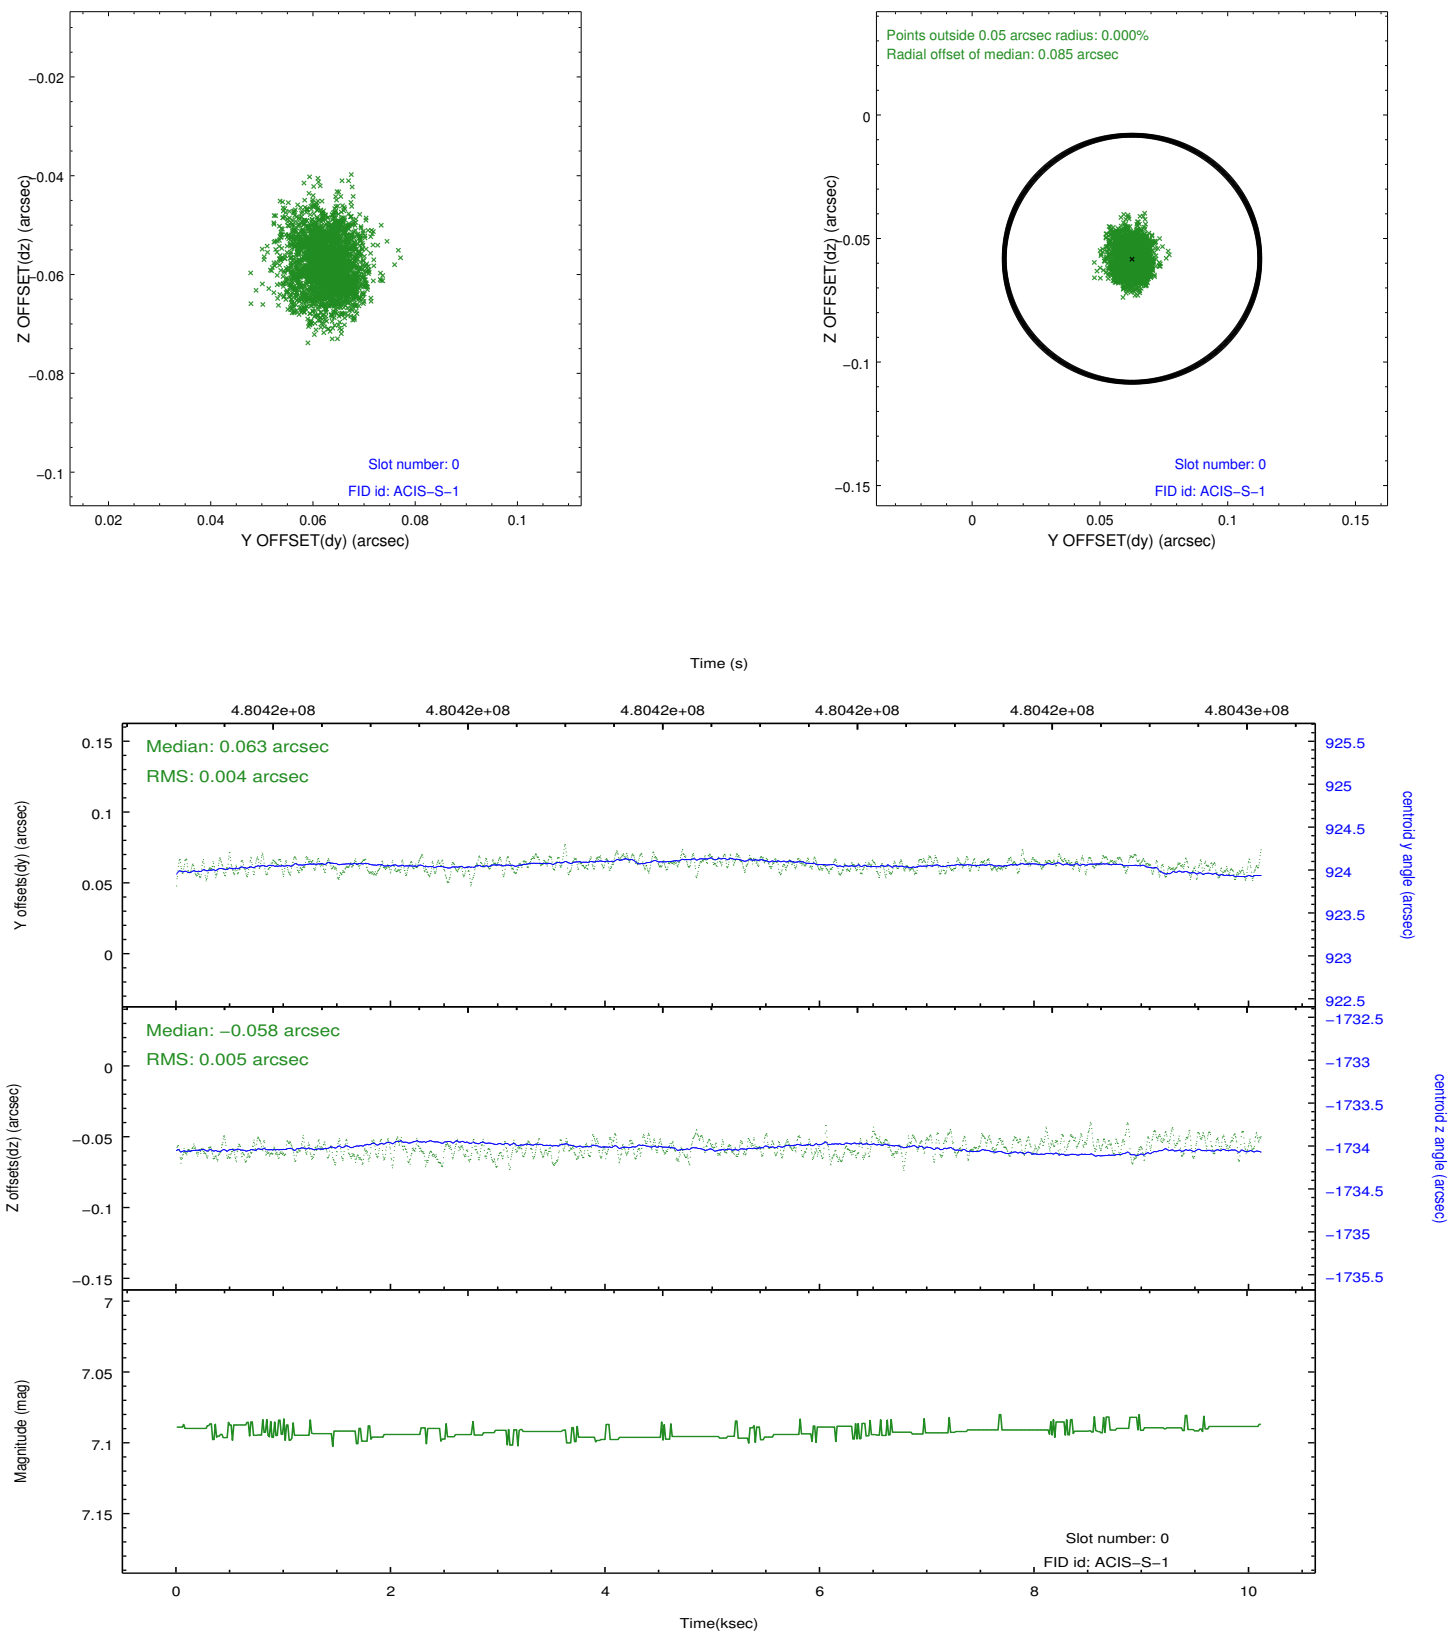 −0.02
−0.04
−0.06
−0.08
−0.1
Z OFFSET(dz) (arcsec)
Slot number: 0
FID id: ACIS−S−1
0.02
0.04
0.06
0.08
0.1
Y OFFSET(dy) (arcsec)
Points outside 0.05 arcsec radius: 0.000%
Radial offset of median: 0.085 arcsec
0
−0.05
−0.1
−0.15
Z OFFSET(dz) (arcsec)
Slot number: 0
FID id: ACIS−S−1
0
0.05
0.1
0.15
Y OFFSET(dy) (arcsec)
Time (s)
4.8042e+08
4.8042e+08
4.8042e+08
4.8042e+08
4.8042e+08
4.8043e+08
Median: 0.063 arcsec
RMS: 0.004 arcsec
0.15
0.1
0.05
0
Y offsets(dy) (arcsec)
925.5
925
924.5
924
923.5
923
922.5
centroid y angle (arcsec)
Median: −0.058 arcsec
RMS: 0.005 arcsec
0
−0.05
−0.1
−0.15
Z offsets(dz) (arcsec)
−1732.5
−1733
−1733.5
−1734
−1734.5
−1735
−1735.5
centroid z angle (arcsec)
7
7.05
7.1
7.15
Magnitude (mag)
Slot number: 0
FID id: ACIS−S−1
0
2
4
6
8
10
Time(ksec)